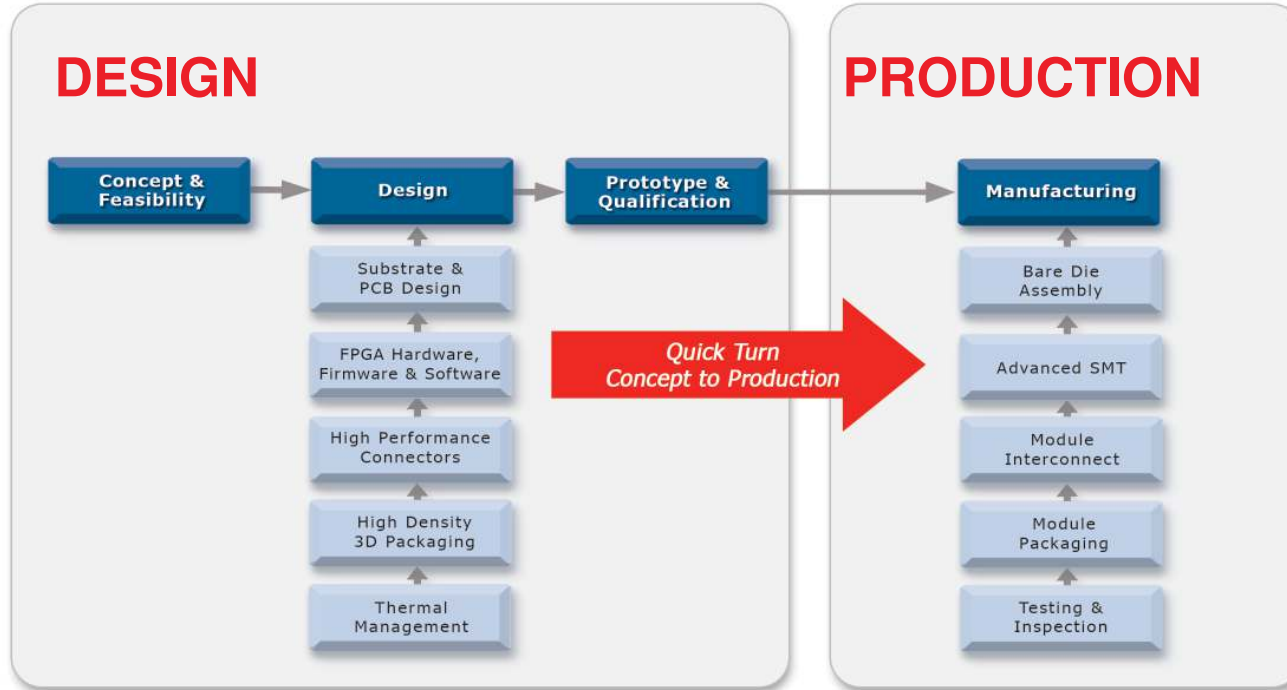 DESIGN
PRODUCTION
Concept &
Feasibility
Design
Prototype &
Qualification
Manufacturing
Substrate &
PCB Design
FPGA Hardware,
Firmware & Software
High Performance
Connectors
High Density
3D Packaging
Thermal
Management
Quick Turn
Concept to Production
Bare Die
Assembly
Advanced SMT
Module
Interconnect
Module
Packaging
Testing &
Inspection